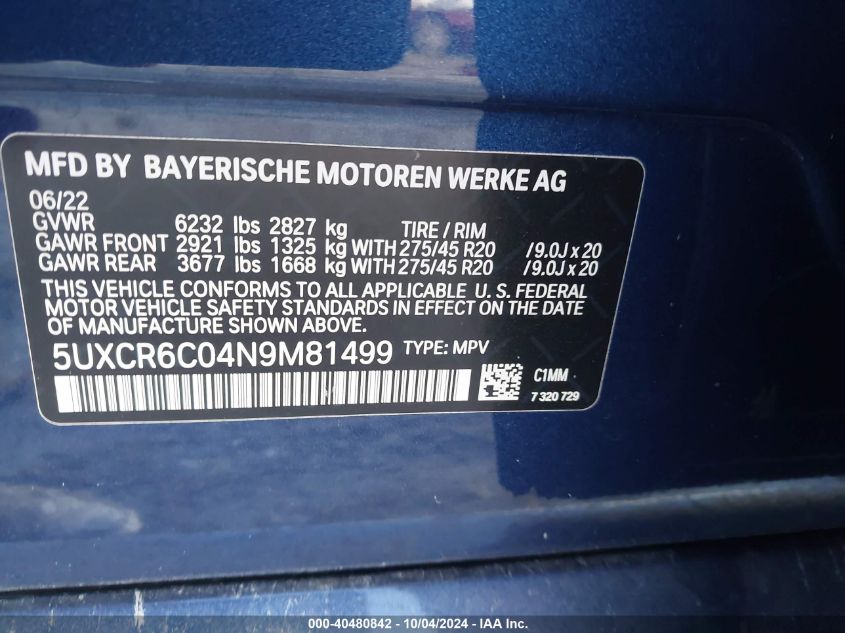 MFD BY BAYERISCHE MOTOREN WERKE AG
06/22
GVWR 6232 lbs 2827 kg TIRE / RIM
GAWR FRONT 2921 lbs 1325 kg WITH 275/45 R20 /9.0J x 20
GAWR REAR 3677 lbs 1668 kg WITH 275/45 R20 /9.0J x 20
THIS VEHICLE CONFORMS TO ALL APPLICABLE U. S. FEDERAL
MOTOR VEHICLE SAFETY STANDARDS IN EFFECT ON THE DATE
OF MANUFACTURE SHOWN ABOVE.
5UXCR6C04N9M81499 TYPE: MPV
C1MM
7 320 729
000-40480842 - 10/04/2024 - IAA Inc.